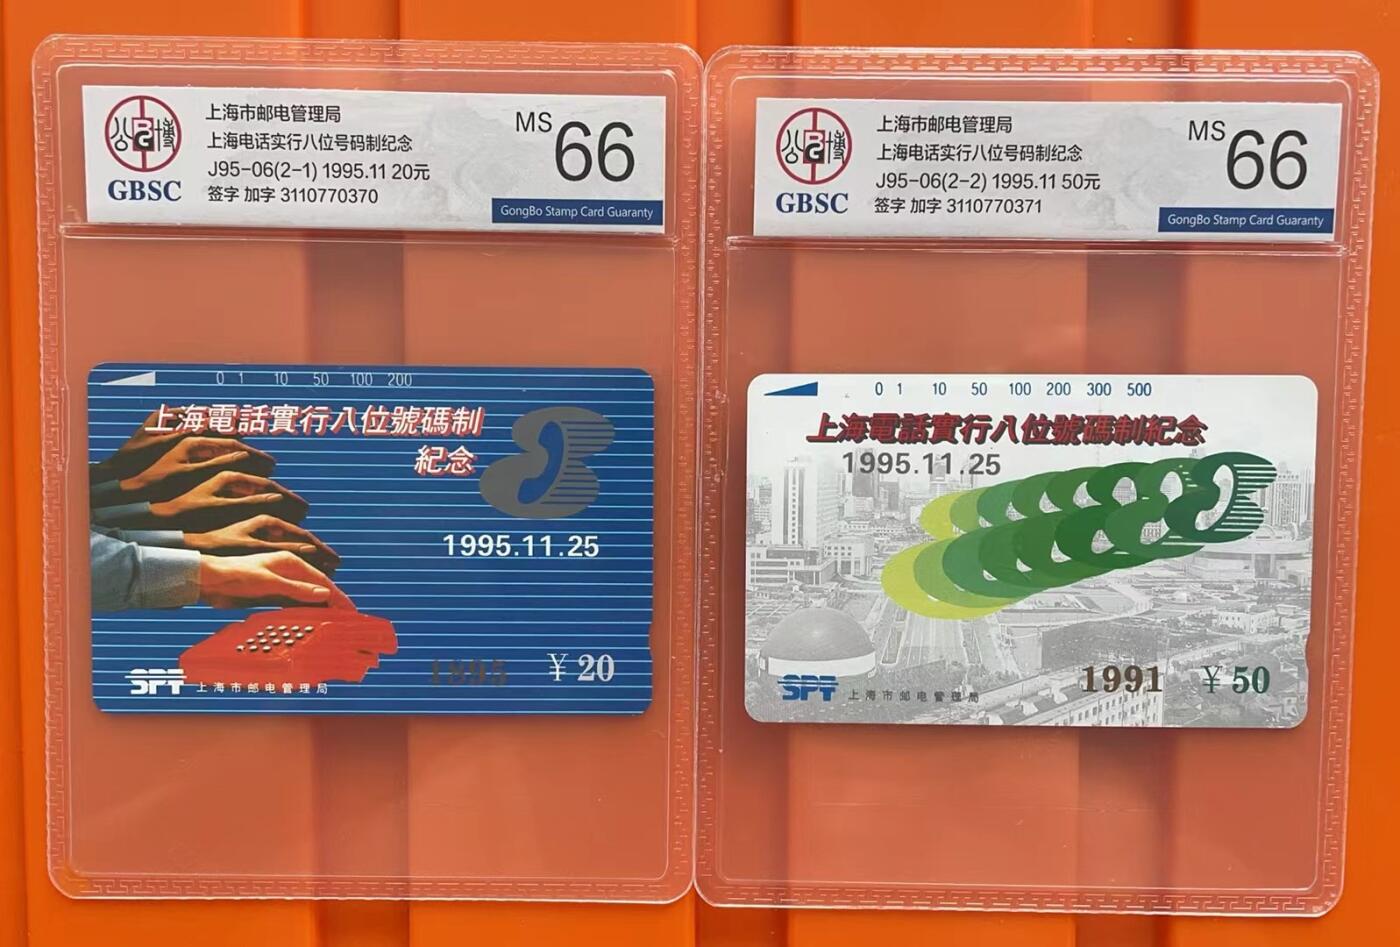 公博
GBSC
上海市邮电管理局
上海电话实行八位号码制纪念
J95-06(2-1) 1995.11 20元
签字 加字 3110770370
MS 66
GongBo Stamp Card Guaranty
0 1 10 50 100 200
上海電話實行八位號碼制
紀念
1995.11.25
1895
¥20
SPT 上海市邮电管理局
公博
GBSC
上海市邮电管理局
上海电话实行八位号码制纪念
J95-06(2-2) 1995.11 50元
签字 加字 3110770371
MS 66
GongBo Stamp Card Guaranty
0 1 10 50 100 200 300 500
上海電話實行八位號碼制紀念
1995.11.25
1991
¥50
SPT 上海市邮电管理局